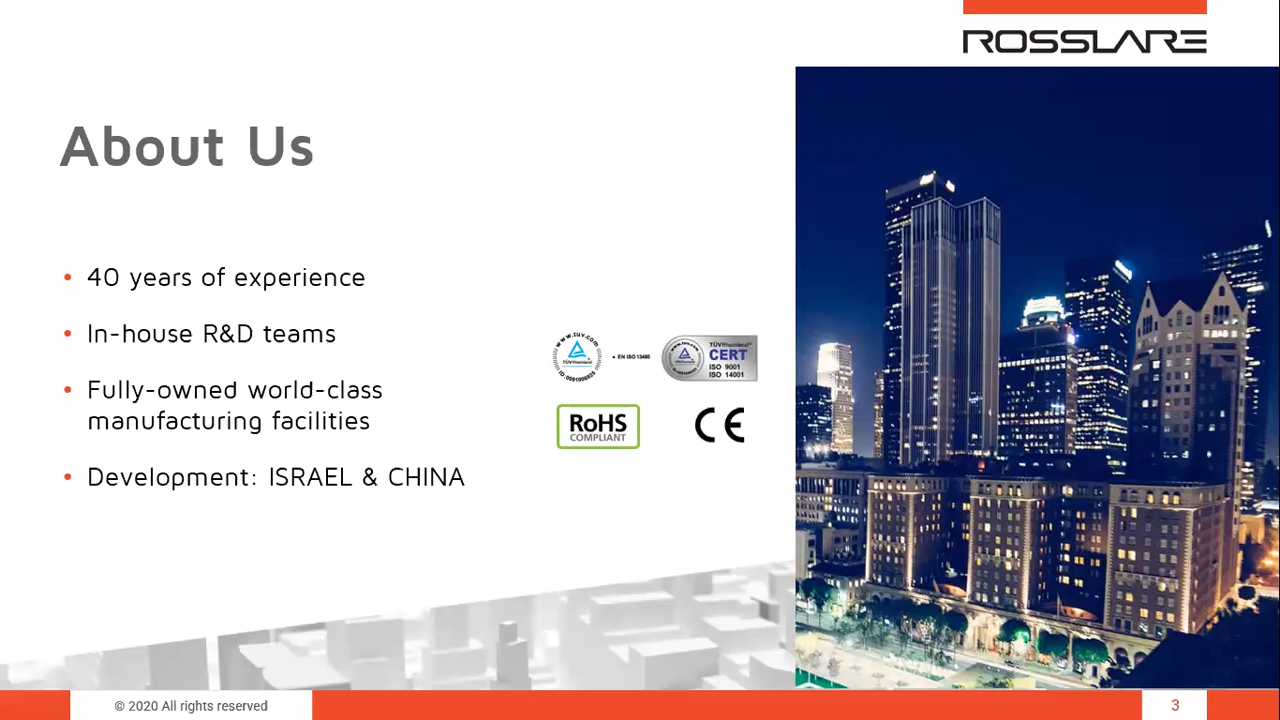 ROSSLARE
About Us
• 40 years of experience
• In-house R&D teams
• Fully-owned world-class
manufacturing facilities
• Development: ISRAEL & CHINA
www.tuv.com
TÜVRheinland
• EN ISO 13485
TÜVRheinland®
CERT
ISO 9001
ISO 14001
RoHS
COMPLIANT
CE
© 2020 All rights reserved
3